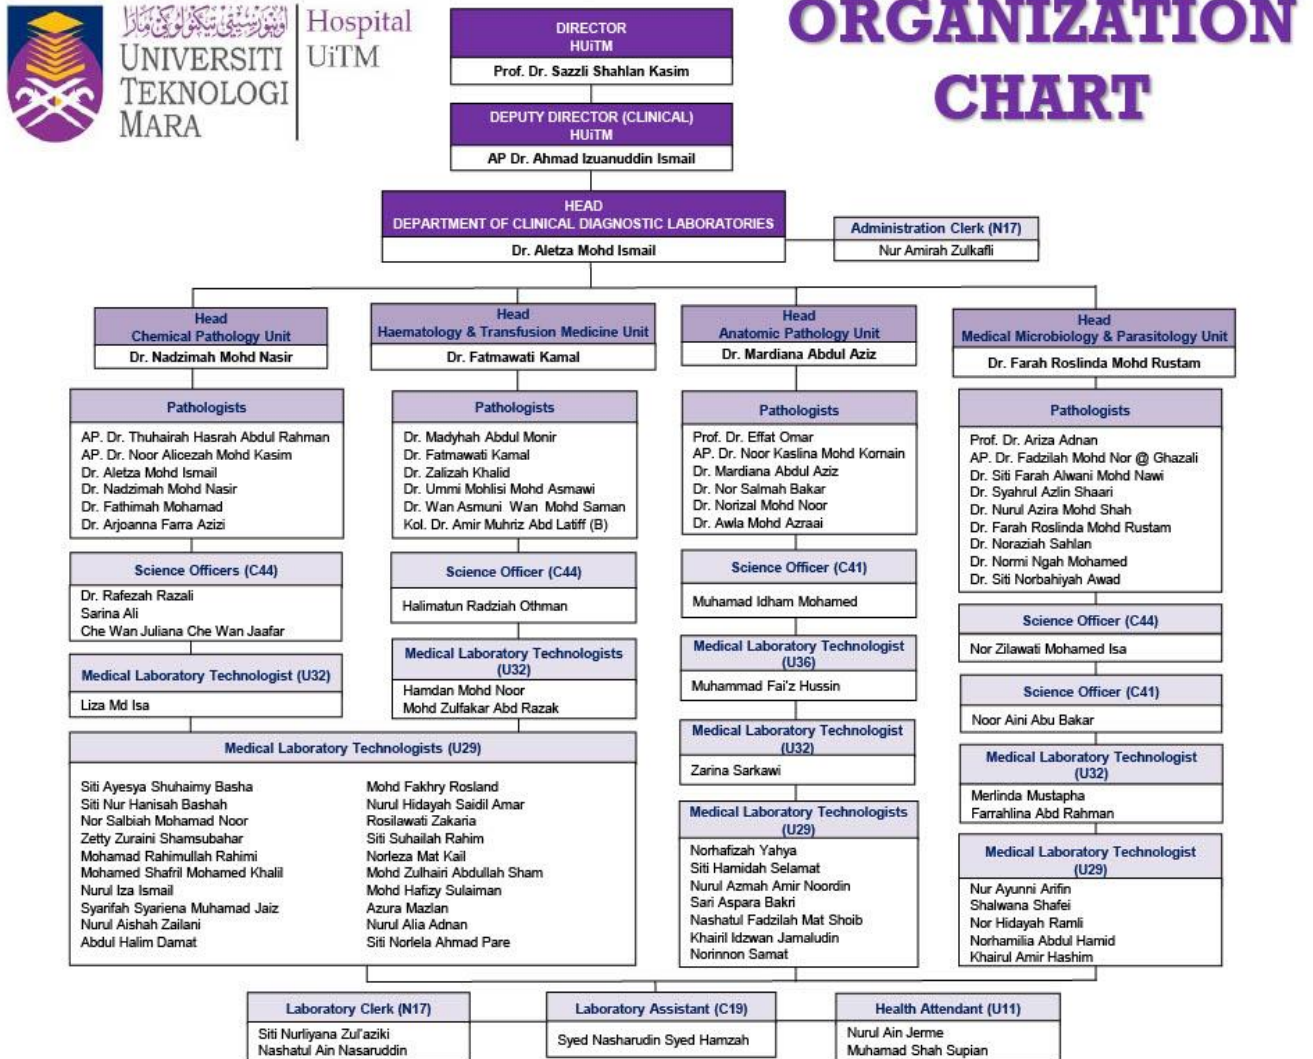 اونيۏرسيتي تيكنولوݢي مارا
UNIVERSITI
TEKNOLOGI
MARA
Hospital
UiTM
ORGANIZATION
CHART
DIRECTOR
HUiTM
Prof. Dr. Sazzli Shahlan Kasim
DEPUTY DIRECTOR (CLINICAL)
HUiTM
AP Dr. Ahmad Izuanuddin Ismail
HEAD
DEPARTMENT OF CLINICAL DIAGNOSTIC LABORATORIES
Dr. Aletza Mohd Ismail
Administration Clerk (N17)
Nur Amirah Zulkafli
Head
Chemical Pathology Unit
Dr. Nadzimah Mohd Nasir
Pathologists
AP. Dr. Thuhairah Hasrah Abdul Rahman
AP. Dr. Noor Alicezah Mohd Kasim
Dr. Aletza Mohd Ismail
Dr. Nadzimah Mohd Nasir
Dr. Fathimah Mohamad
Dr. Arjoanna Farra Azizi
Science Officers (C44)
Dr. Rafezah Razali
Sarina Ali
Che Wan Juliana Che Wan Jaafar
Medical Laboratory Technologist (U32)
Liza Md Isa
Head
Haematology & Transfusion Medicine Unit
Dr. Fatmawati Kamal
Pathologists
Dr. Madyhah Abdul Monir
Dr. Fatmawati Kamal
Dr. Zalizah Khalid
Dr. Ummi Mohlisi Mohd Asmawi
Dr. Wan Asmuni Wan Mohd Saman
Kol. Dr. Amir Muhriz Abd Latiff (B)
Science Officer (C44)
Halimatun Radziah Othman
Medical Laboratory Technologists
(U32)
Hamdan Mohd Noor
Mohd Zulfakar Abd Razak
Medical Laboratory Technologists (U29)
Siti Ayesya Shuhaimy Basha
Siti Nur Hanisah Bashah
Nor Salbiah Mohamad Noor
Zetty Zuraini Shamsubahar
Mohamad Rahimullah Rahimi
Mohamed Shafril Mohamed Khalil
Nurul Iza Ismail
Syarifah Syariena Muhamad Jaiz
Nurul Aishah Zailani
Abdul Halim Damat
Mohd Fakhry Rosland
Nurul Hidayah Saidil Amar
Rosilawati Zakaria
Siti Suhailah Rahim
Norleza Mat Kail
Mohd Zulhairi Abdullah Sham
Mohd Hafizy Sulaiman
Azura Mazlan
Nurul Alia Adnan
Siti Norlela Ahmad Pare
Head
Anatomic Pathology Unit
Dr. Mardiana Abdul Aziz
Pathologists
Prof. Dr. Effat Omar
AP. Dr. Noor Kaslina Mohd Kornain
Dr. Mardiana Abdul Aziz
Dr. Nor Salmah Bakar
Dr. Norizal Mohd Noor
Dr. Awla Mohd Azraai
Science Officer (C41)
Muhamad Idham Mohamed
Medical Laboratory Technologist
(U36)
Muhammad Fai'z Hussin
Medical Laboratory Technologist
(U32)
Zarina Sarkawi
Medical Laboratory Technologists
(U29)
Norhafizah Yahya
Siti Hamidah Selamat
Nurul Azmah Amir Noordin
Sari Aspara Bakri
Nashatul Fadzilah Mat Shoib
Khairil Idzwan Jamaludin
Norinnon Samat
Head
Medical Microbiology & Parasitology Unit
Dr. Farah Roslinda Mohd Rustam
Pathologists
Prof. Dr. Ariza Adnan
AP. Dr. Fadzilah Mohd Nor @ Ghazali
Dr. Siti Farah Alwani Mohd Nawi
Dr. Syahrul Azlin Shaari
Dr. Nurul Azira Mohd Shah
Dr. Farah Roslinda Mohd Rustam
Dr. Noraziah Sahlan
Dr. Normi Ngah Mohamed
Dr. Siti Norbahiyah Awad
Science Officer (C44)
Nor Zilawati Mohamed Isa
Science Officer (C41)
Noor Aini Abu Bakar
Medical Laboratory Technologist
(U32)
Merlinda Mustapha
Farrahlina Abd Rahman
Medical Laboratory Technologist
(U29)
Nur Ayunni Arifin
Shalwana Shafei
Nor Hidayah Ramli
Norhamilia Abdul Hamid
Khairul Amir Hashim
Laboratory Clerk (N17)
Siti Nurliyana Zul'aziki
Nashatul Ain Nasaruddin
Laboratory Assistant (C19)
Syed Nasharudin Syed Hamzah
Health Attendant (U11)
Nurul Ain Jerme
Muhamad Shah Supian